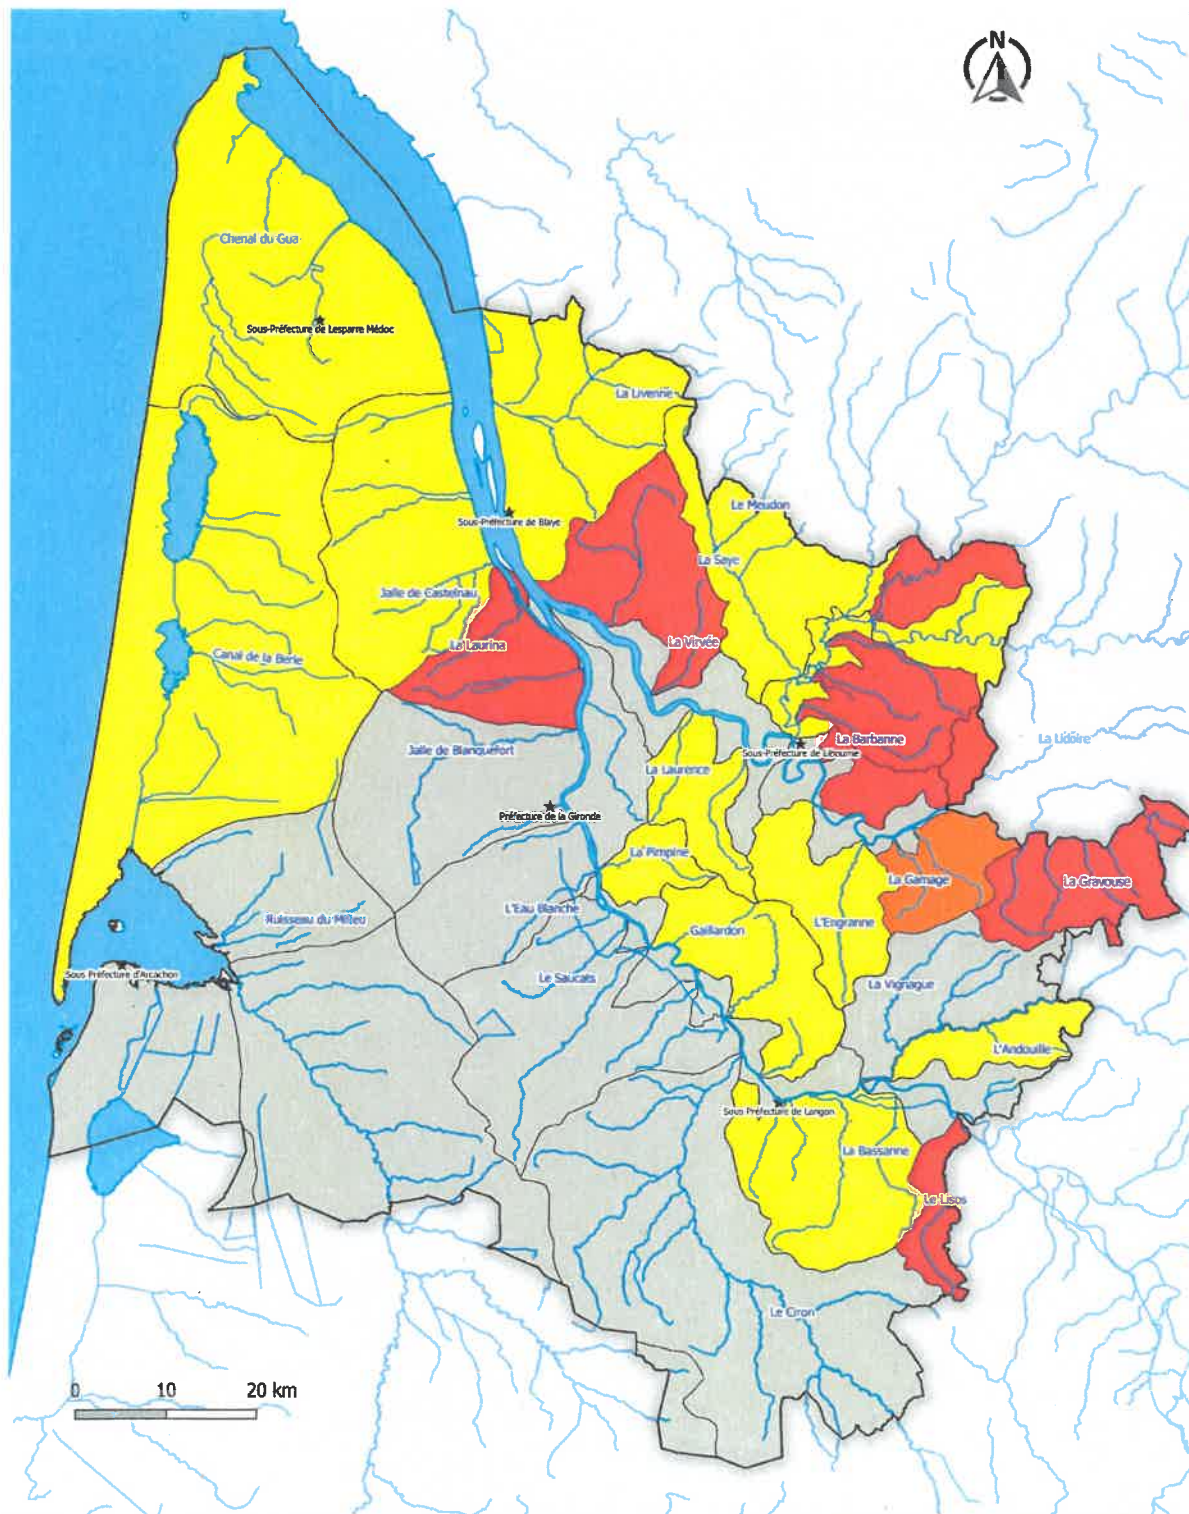 N
Chenal du Gua
Sous-Préfecture de Lesparre Médoc
La Livenne
Le Meudon
Sous-Préfecture de Blaye
La Saye
Jalle de Castelnau
La Virvée
La Laurina
Canal de la Berle
La Barbanne
La Lidoire
Jalle de Blanquefort
Sous-Préfecture de Libourne
La Laurence
Préfecture de la Gironde
La Pimpine
La Gamage
La Gravouse
L'Eau Blanche
Ruisseau du Milieu
Gaillardon
L'Engranne
Sous Préfecture d'Arcachon
Le Saucats
La Vignague
L'Andouille
Sous Préfecture de Langon
La Bassanne
Le Lisos
Le Ciron
0 10 20 km